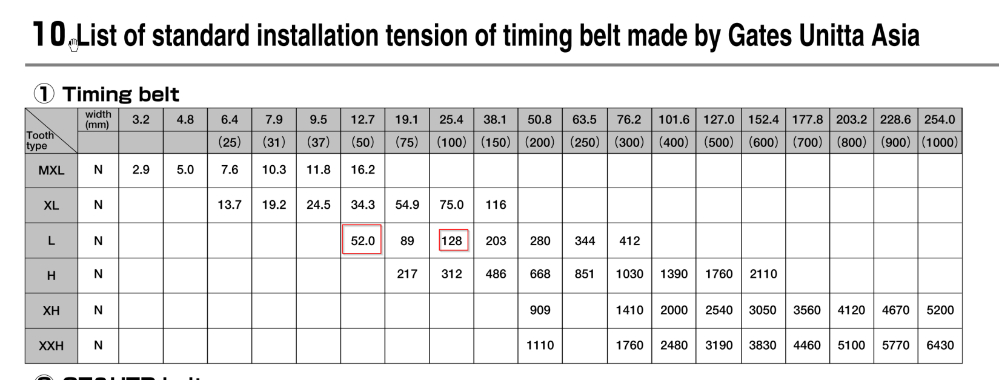 10. List of standard installation tension of timing belt made by Gates Unitta Asia
① Timing belt
Tooth type width (mm) 3.2 4.8 6.4 7.9 9.5 12.7 19.1 25.4 38.1 50.8 63.5 76.2 101.6 127.0 152.4 177.8 203.2 228.6 254.0
(25) (31) (37) (50) (75) (100) (150) (200) (250) (300) (400) (500) (600) (700) (800) (900) (1000)
MXL N 2.9 5.0 7.6 10.3 11.8 16.2
XL N 13.7 19.2 24.5 34.3 54.9 75.0 116
L N 52.0 89 128 203 280 344 412
H N 217 312 486 668 851 1030 1390 1760 2110
XH N 909 1410 2000 2540 3050 3560 4120 4670 5200
XXH N 1110 1760 2480 3190 3830 4460 5100 5770 6430